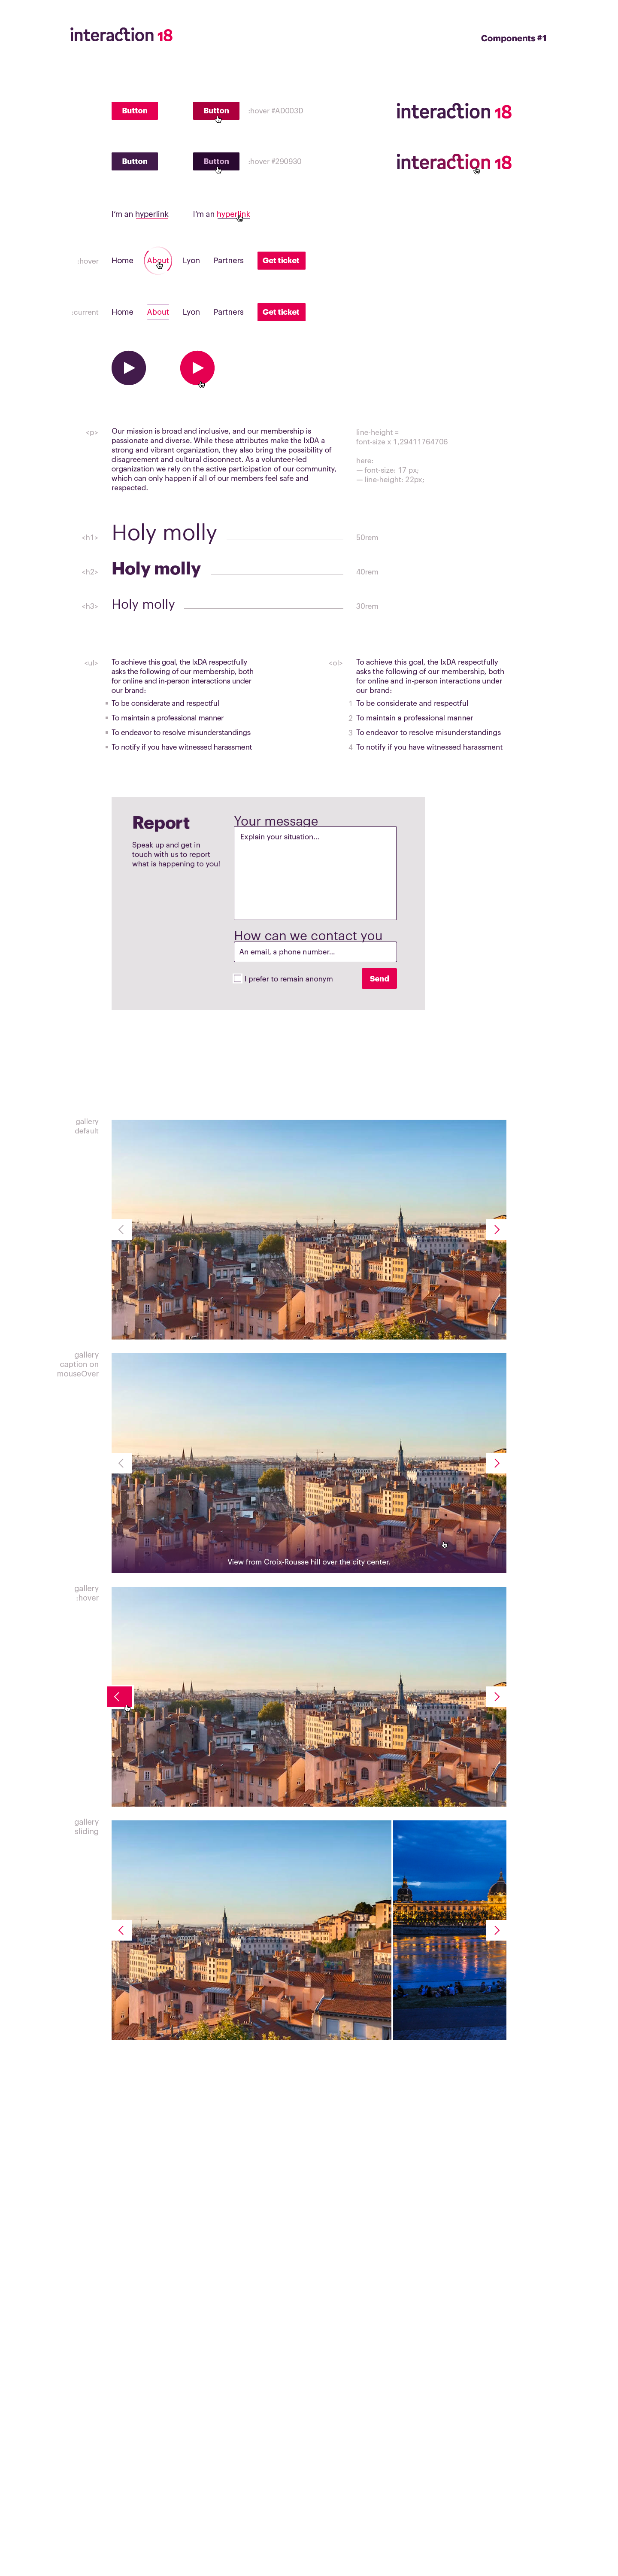 interaction 18
Components #1
Button
Button
:hover #AD003D
interaction 18
Button
Button
:hover #290930
interaction 18
I'm an hyperlink
I'm an hyperlink
:hover
Home
About
Lyon
Partners
Get ticket
:current
Home
About
Lyon
Partners
Get ticket
<p>
Our mission is broad and inclusive, and our membership is
passionate and diverse. While these attributes make the IxDA a
strong and vibrant organization, they also bring the possibility of
disagreement and cultural disconnect. As a volunteer-led
organization we rely on the active participation of our community,
which can only happen if all of our members feel safe and
respected.
line-height =
font-size x 1,29411764706
here:
— font-size: 17 px;
— line-height: 22px;
<h1>
Holy molly
50rem
<h2>
Holy molly
40rem
<h3>
Holy molly
30rem
<ul>
To achieve this goal, the IxDA respectfully
asks the following of our membership, both
for online and in-person interactions under
our brand:
To be considerate and respectful
To maintain a professional manner
To endeavor to resolve misunderstandings
To notify if you have witnessed harassment
<ol>
To achieve this goal, the IxDA respectfully
asks the following of our membership, both
for online and in-person interactions under
our brand:
1 To be considerate and respectful
2 To maintain a professional manner
3 To endeavor to resolve misunderstandings
4 To notify if you have witnessed harassment
Report
Speak up and get in
touch with us to report
what is happening to you!
Your message
Explain your situation...
How can we contact you
An email, a phone number...
I prefer to remain anonym
Send
gallery
default
gallery
caption on
mouseOver
View from Croix-Rousse hill over the city center.
gallery
:hover
gallery
sliding